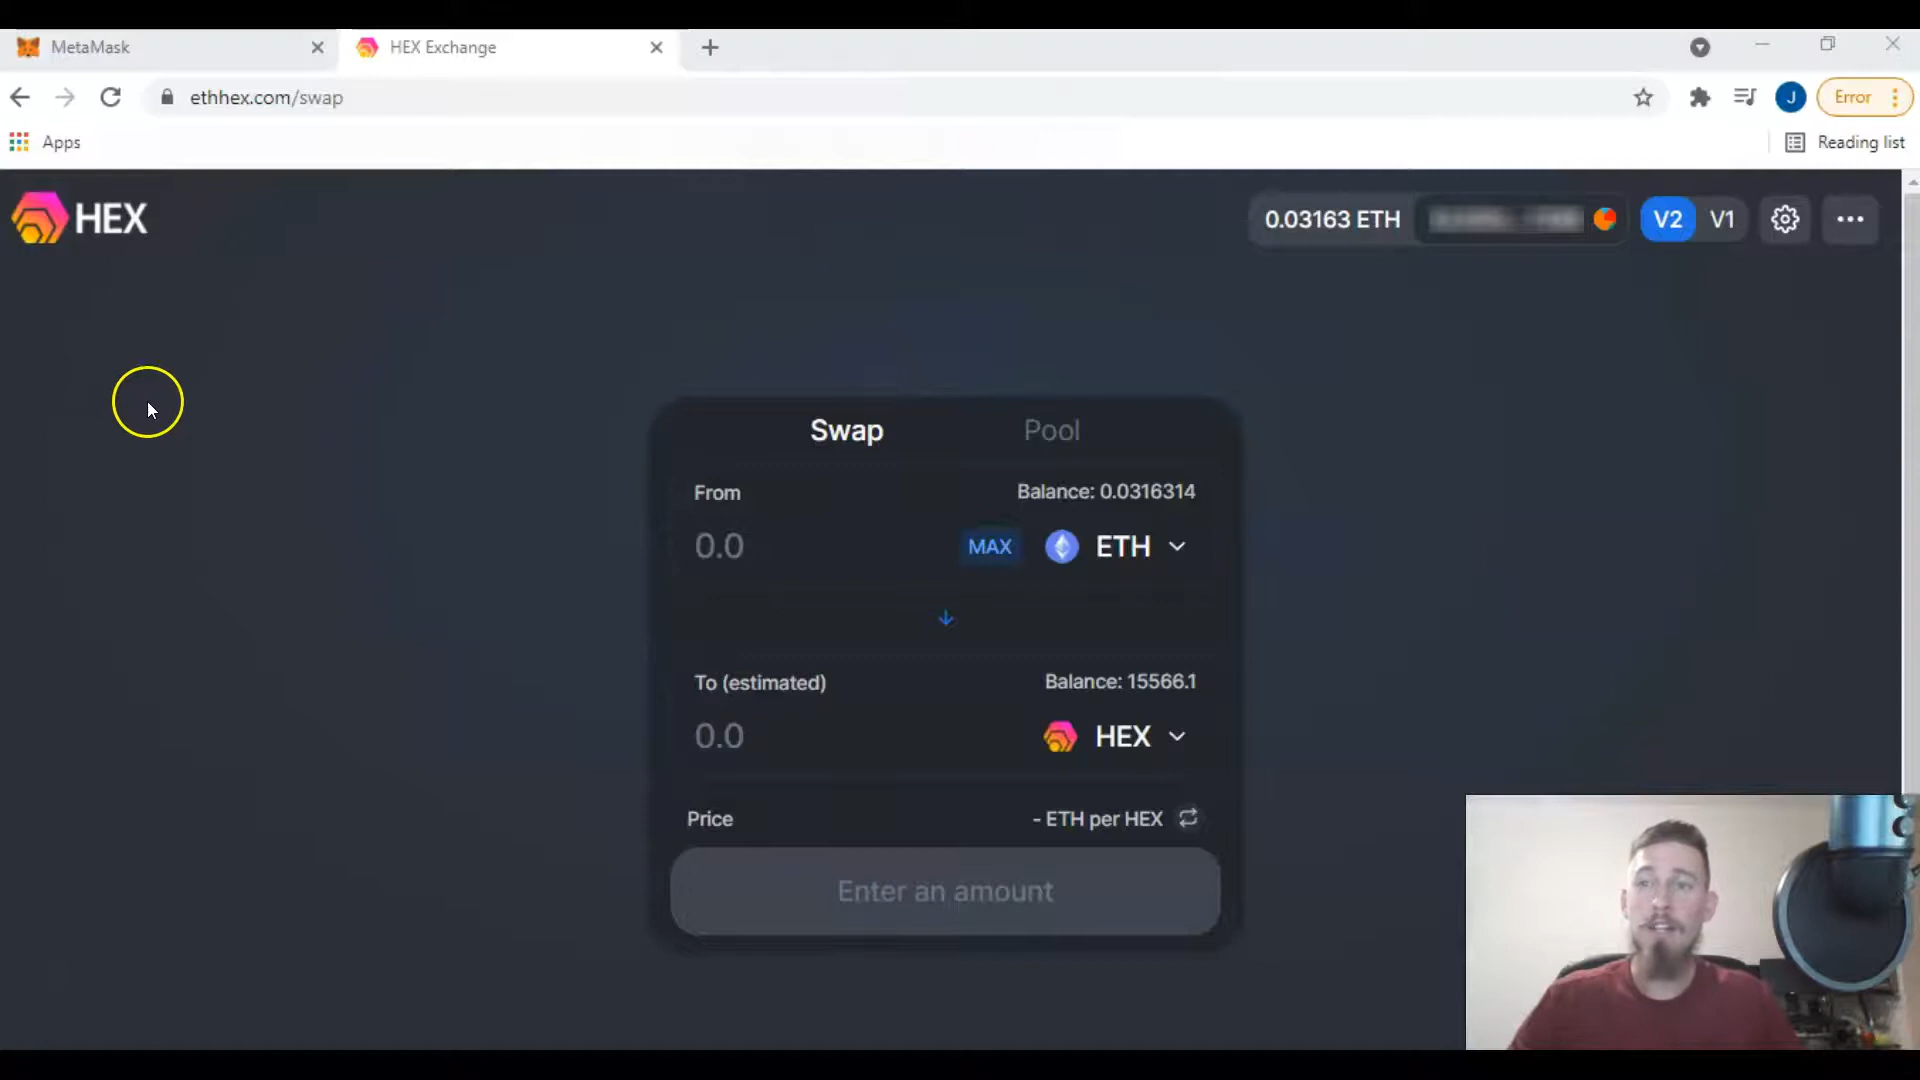 MetaMask
HEX Exchange
ethhex.com/swap
J
Error
Apps
Reading list
HEX
0.03163 ETH
V2 V1
Swap Pool
From Balance: 0.0316314
0.0 MAX ETH
To (estimated) Balance: 15566.1
0.0 HEX
Price - ETH per HEX
Enter an amount